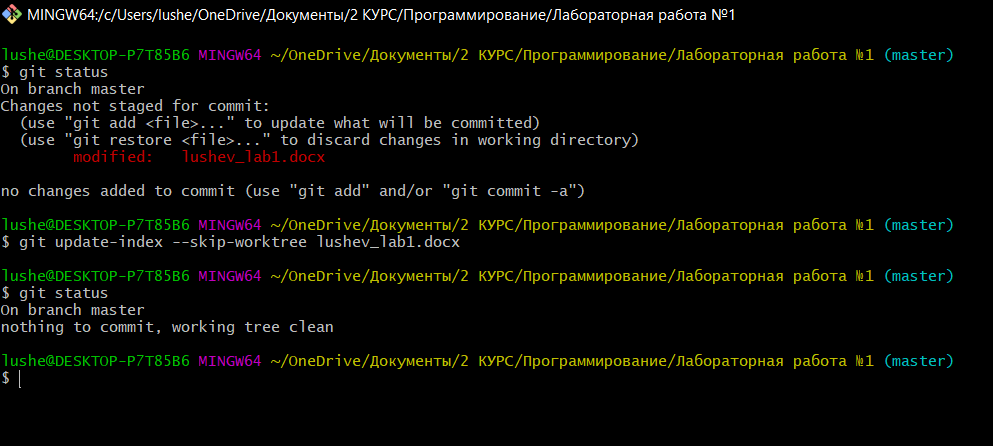 MINGW64:/c/Users/lushe/OneDrive/Документы/2 КУРС/Программирование/Лабораторная работа №1
lushe@DESKTOP-P7T85B6 MINGW64 ~/OneDrive/Документы/2 КУРС/Программирование/Лабораторная работа №1 (master)
$ git status
On branch master
Changes not staged for commit:
  (use "git add <file>..." to update what will be committed)
  (use "git restore <file>..." to discard changes in working directory)
        modified:   lushev_lab1.docx
no changes added to commit (use "git add" and/or "git commit -a")
lushe@DESKTOP-P7T85B6 MINGW64 ~/OneDrive/Документы/2 КУРС/Программирование/Лабораторная работа №1 (master)
$ git update-index --skip-worktree lushev_lab1.docx
lushe@DESKTOP-P7T85B6 MINGW64 ~/OneDrive/Документы/2 КУРС/Программирование/Лабораторная работа №1 (master)
$ git status
On branch master
nothing to commit, working tree clean
lushe@DESKTOP-P7T85B6 MINGW64 ~/OneDrive/Документы/2 КУРС/Программирование/Лабораторная работа №1 (master)
$